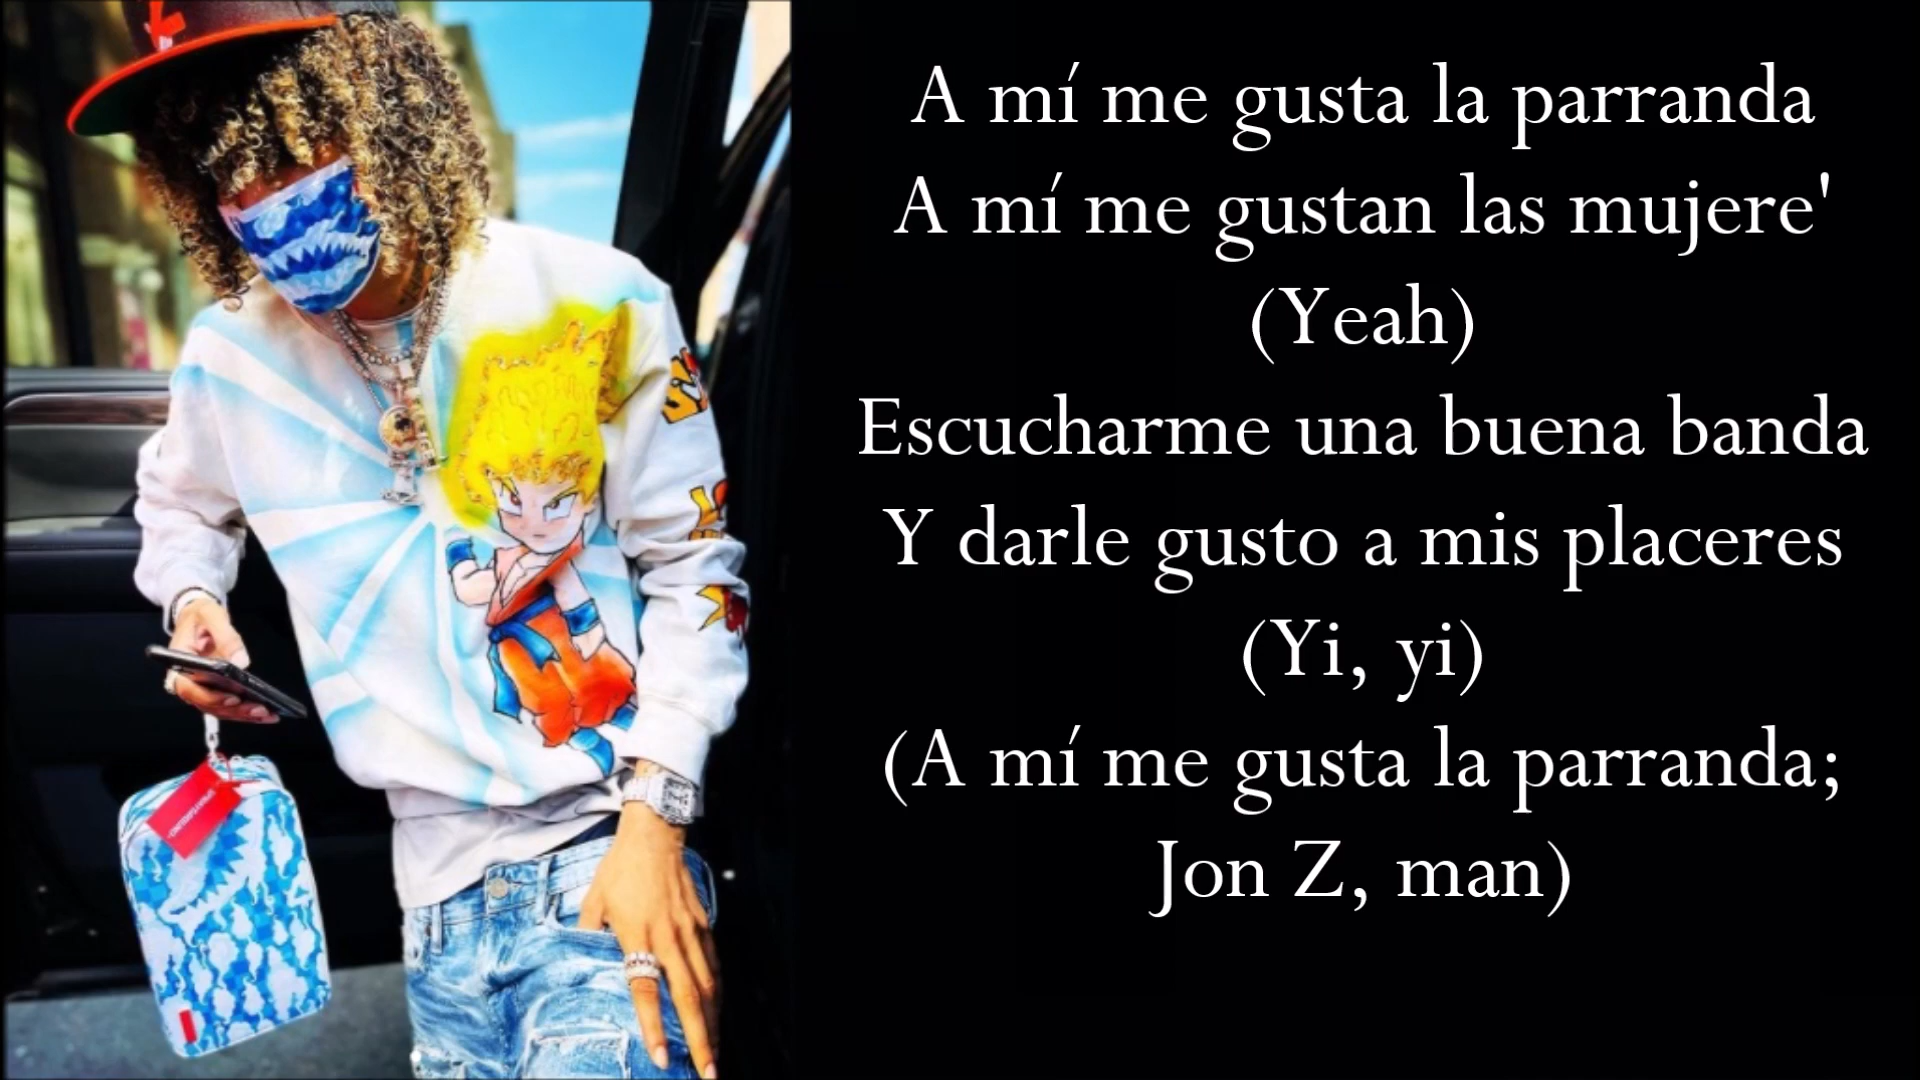 A mí me gusta la parranda
A mí me gustan las mujere'
(Yeah)
Escucharme una buena banda
Y darle gusto a mis placeres
(Yi, yi)
(A mí me gusta la parranda;
Jon Z, man)